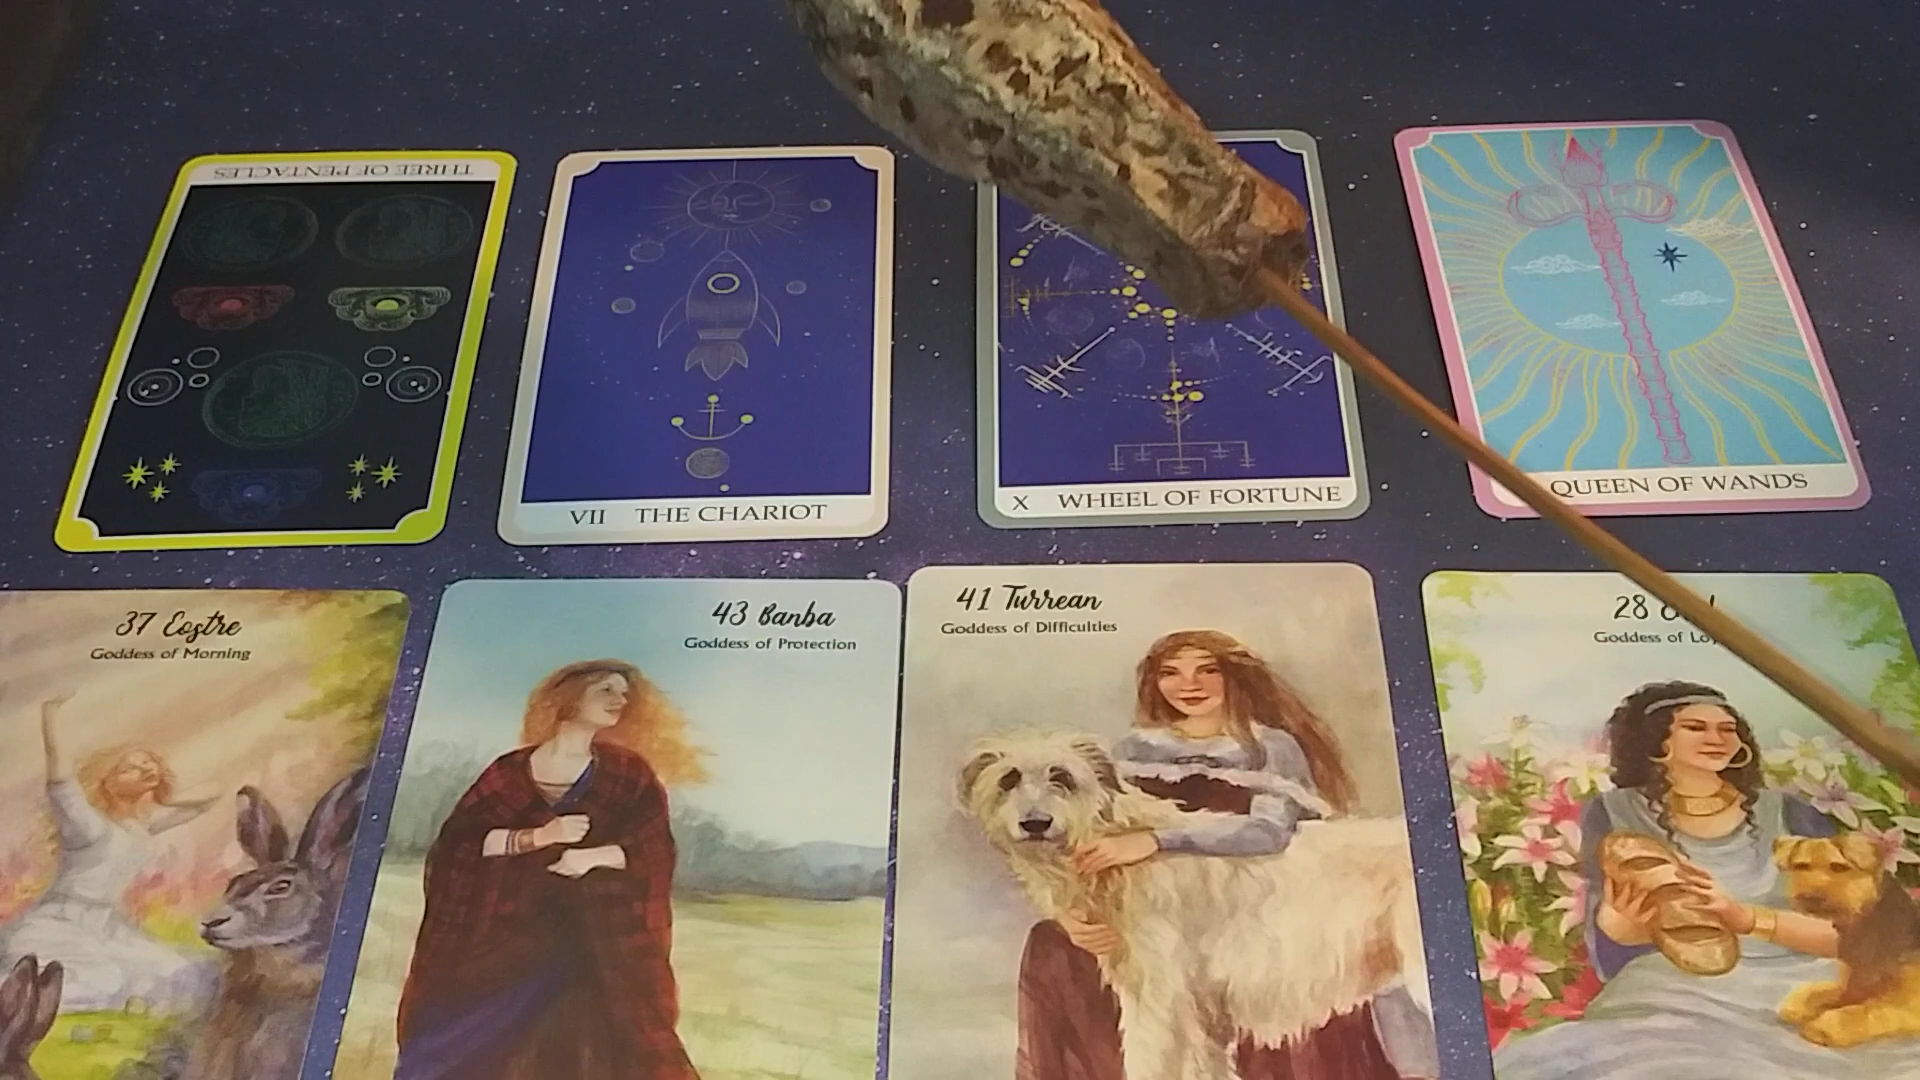 THREE OF PENTACLES
VII THE CHARIOT
X WHEEL OF FORTUNE
QUEEN OF WANDS
37 Eostre
Goddess of Morning
43 Banba
Goddess of Protection
41 Turrean
Goddess of Difficulties
28
Goddess of